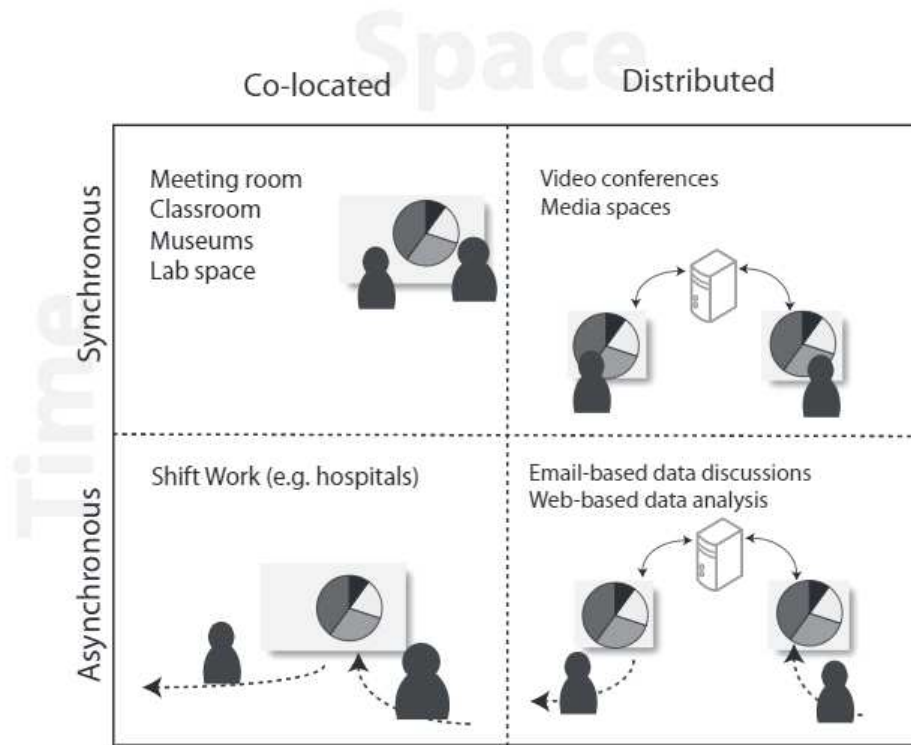 Space
Co-located
Distributed
Time
Synchronous
Meeting room
Classroom
Museums
Lab space
Video conferences
Media spaces
Asynchronous
Shift Work (e.g. hospitals)
Email-based data discussions
Web-based data analysis